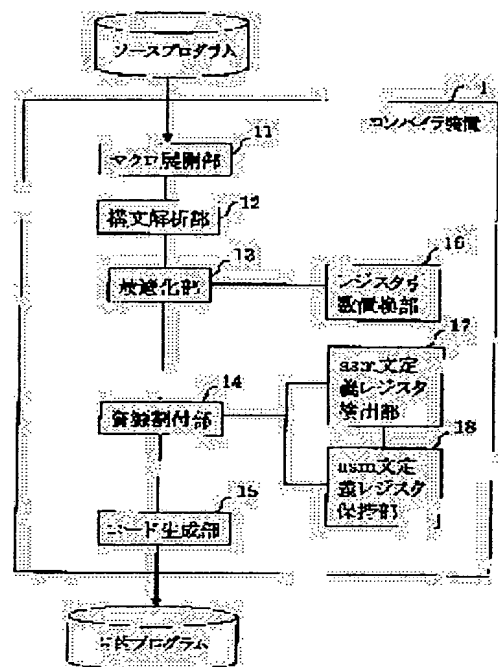 ソースプログラム
1
コンパイラ装置
11
マクロ展開部
12
構文解析部
13
最適化部
16
レジスタ引
数置換部
17
asm文定
義レジスタ
検出部
14
資源割付部
18
asm文定
義レジスタ
保持部
15
コード生成部
目的プログラム